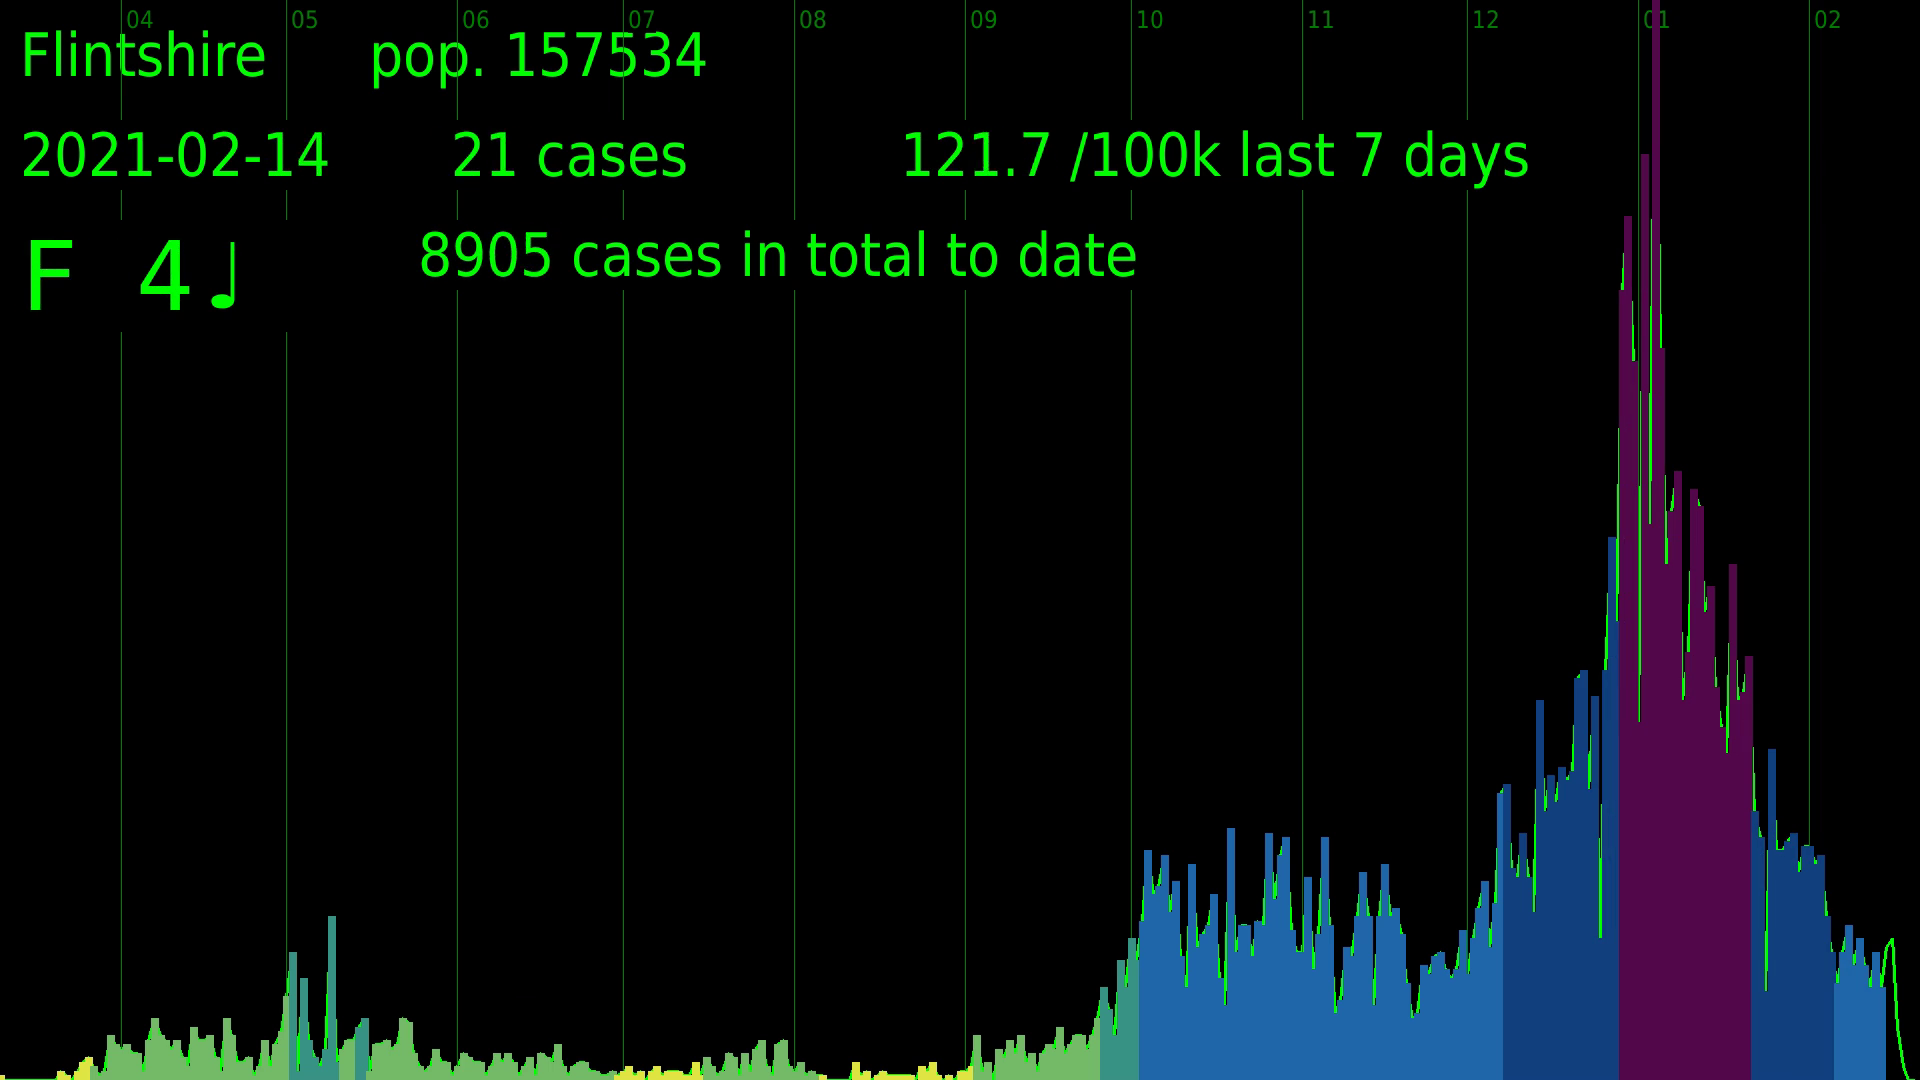 04 05 06 07 08 09 10 11 12 01 02
Flintshire pop. 157534
2021-02-14 21 cases 121.7 /100k last 7 days
F 4♩ 8905 cases in total to date